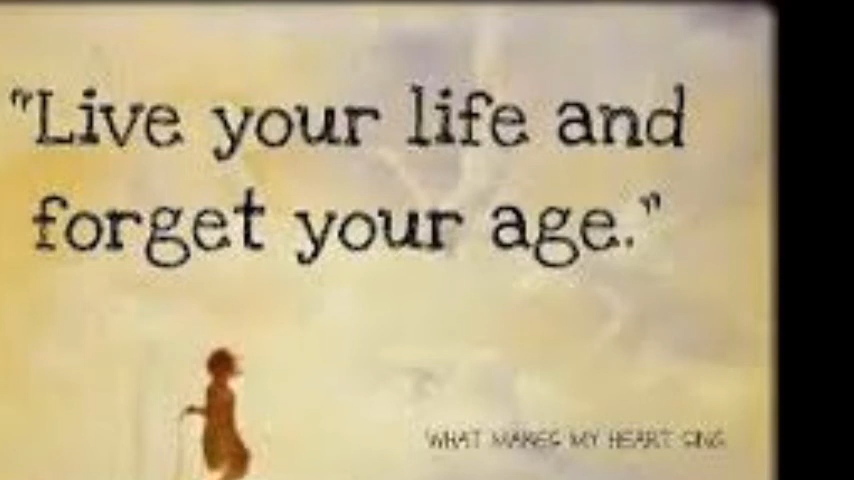 "Live your life and
forget your age."
WHAT MAKES MY HEART SING